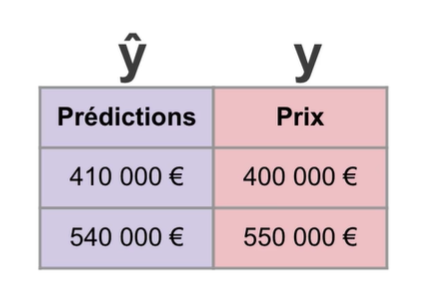 ŷ y
Prédictions Prix
410 000 € 400 000 €
540 000 € 550 000 €